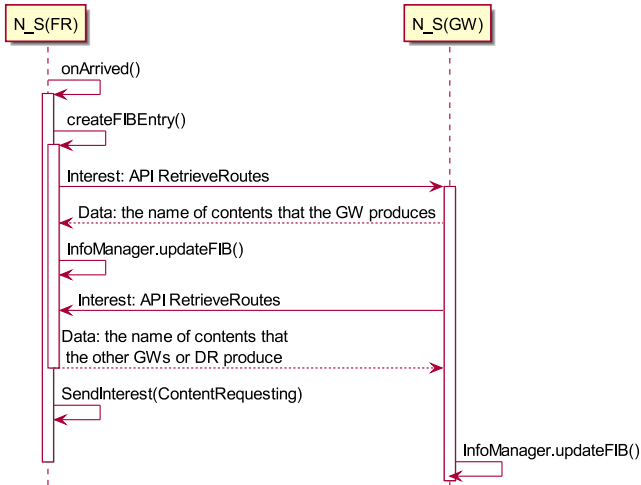 N_S(FR)
N_S(GW)
onArrived()
createFIBEntry()
Interest: API RetrieveRoutes
Data: the name of contents that the GW produces
InfoManager.updateFIB()
Interest: API RetrieveRoutes
Data: the name of contents that
the other GWs or DR produce
SendInterest(ContentRequesting)
InfoManager.updateFIB()